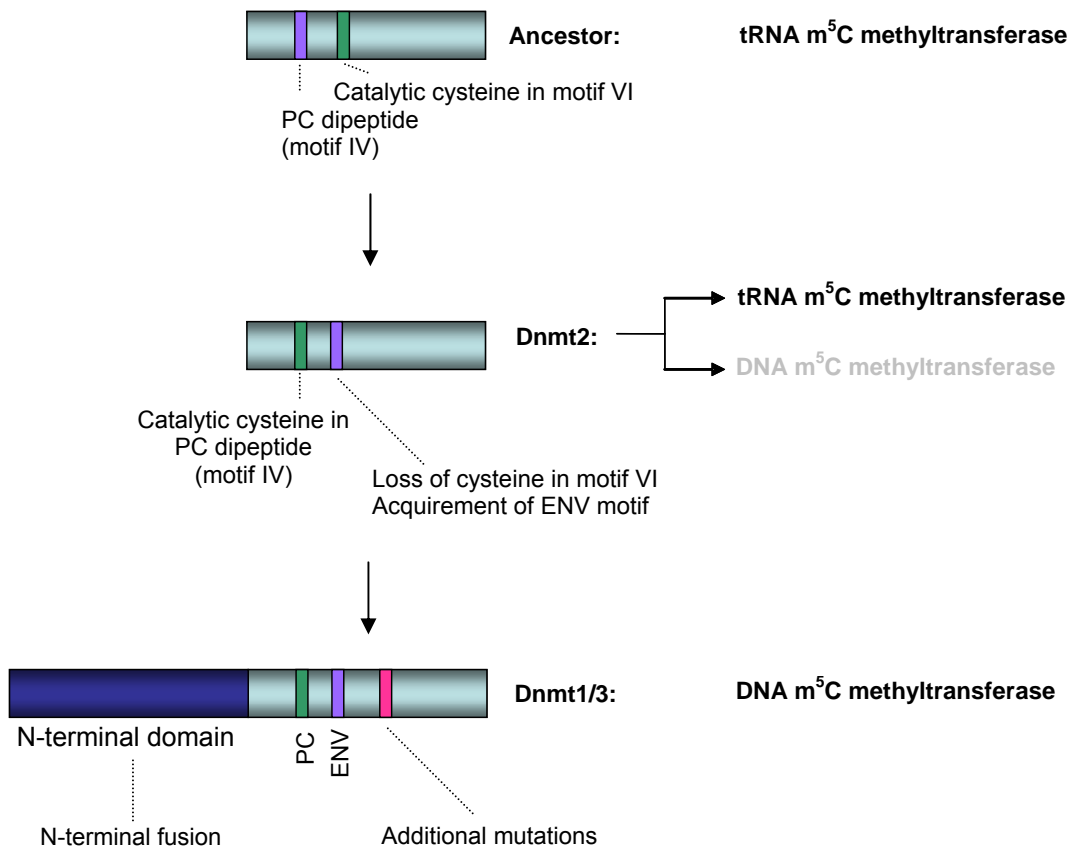 Ancestor: tRNA m⁵C methyltransferase
Catalytic cysteine in motif VI
PC dipeptide
(motif IV)
Dnmt2:
tRNA m⁵C methyltransferase
DNA m⁵C methyltransferase
Catalytic cysteine in
PC dipeptide
(motif IV)
Loss of cysteine in motif VI
Acquirement of ENV motif
Dnmt1/3: DNA m⁵C methyltransferase
N-terminal domain
PC
ENV
N-terminal fusion
Additional mutations